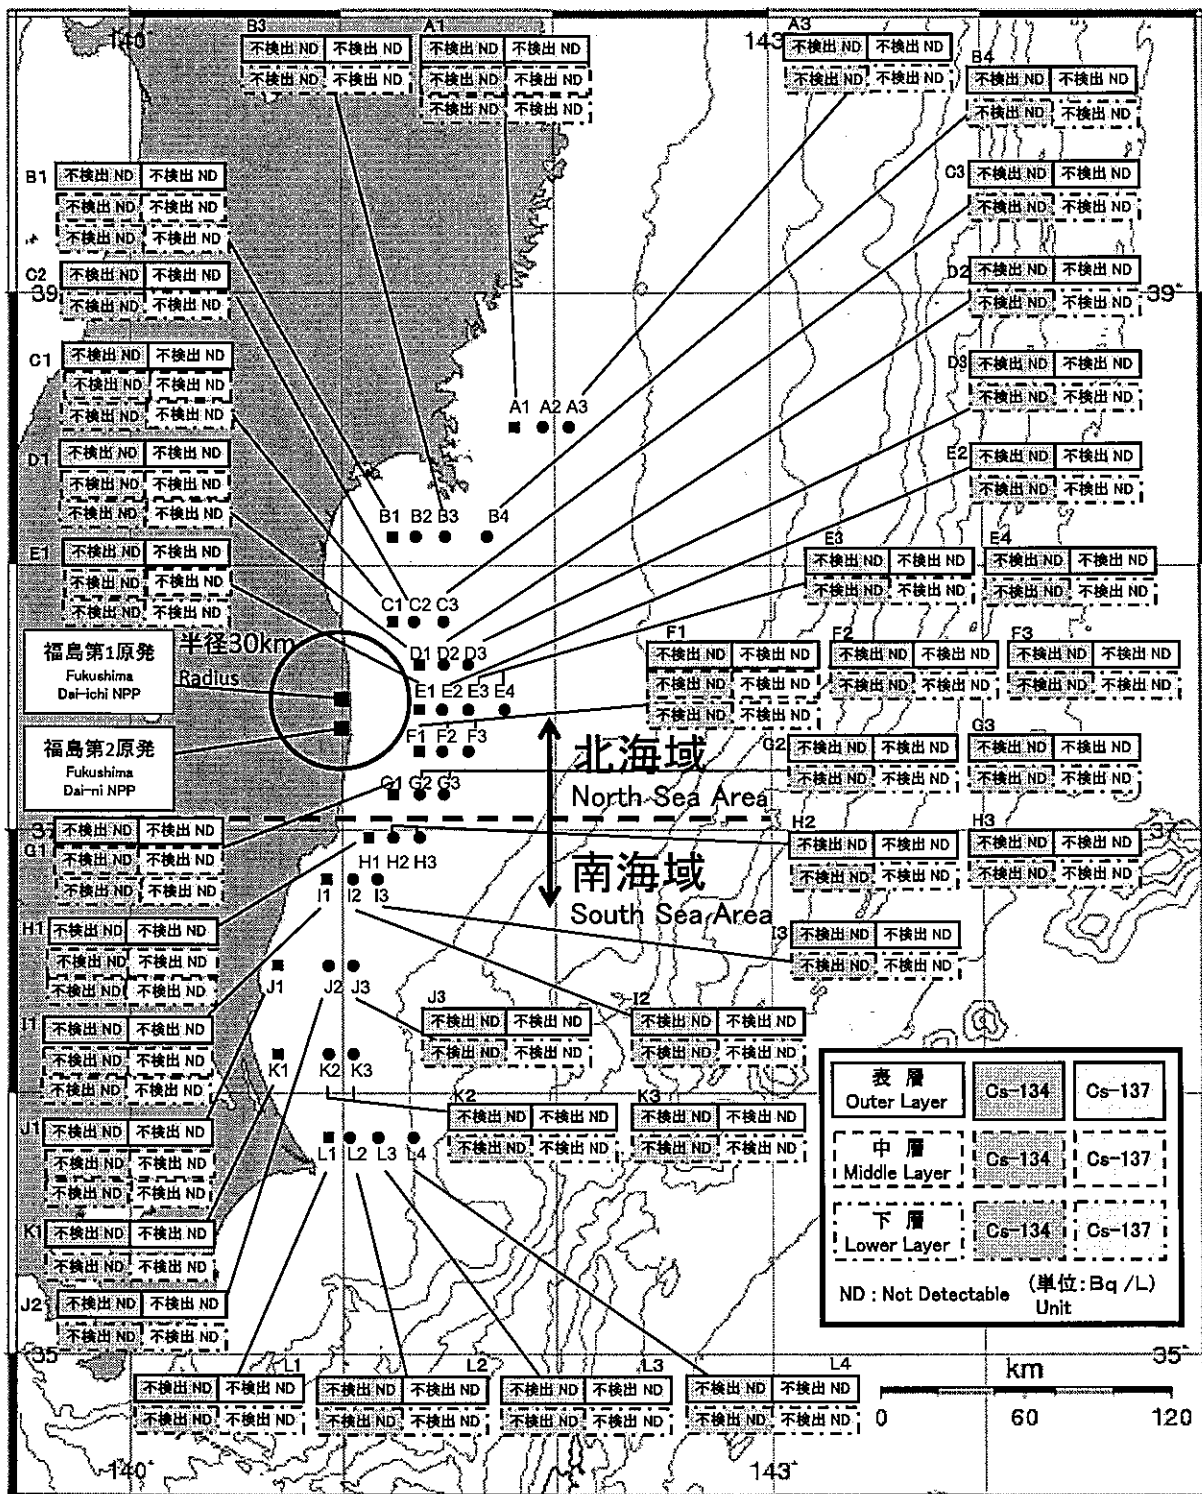 B3
不検出 ND 不検出 ND
不検出 ND 不検出 ND
A1
不検出 ND 不検出 ND
不検出 ND 不検出 ND
不検出 ND 不検出 ND
A3
不検出 ND 不検出 ND
不検出 ND 不検出 ND
B4
不検出 ND 不検出 ND
不検出 ND 不検出 ND
140°
143
B1
不検出 ND 不検出 ND
不検出 ND 不検出 ND
不検出 ND 不検出 ND
C3
不検出 ND 不検出 ND
不検出 ND 不検出 ND
C2
不検出 ND 不検出 ND
不検出 ND 不検出 ND
D2
不検出 ND 不検出 ND
不検出 ND 不検出 ND
39
39°
C1
不検出 ND 不検出 ND
不検出 ND 不検出 ND
不検出 ND 不検出 ND
D3
不検出 ND 不検出 ND
不検出 ND 不検出 ND
A1 A2 A3
D1
不検出 ND 不検出 ND
不検出 ND 不検出 ND
不検出 ND 不検出 ND
E2
不検出 ND 不検出 ND
不検出 ND 不検出 ND
B1 B2 B3 B4
E1
不検出 ND 不検出 ND
不検出 ND 不検出 ND
不検出 ND 不検出 ND
E3
不検出 ND 不検出 ND
不検出 ND 不検出 ND
E4
不検出 ND 不検出 ND
不検出 ND 不検出 ND
C1 C2 C3
福島第1原発
Fukushima
Dai-ichi NPP
半径30km
Radius
D1 D2 D3
F1
不検出 ND 不検出 ND
不検出 ND 不検出 ND
不検出 ND 不検出 ND
F2
不検出 ND 不検出 ND
不検出 ND 不検出 ND
F3
不検出 ND 不検出 ND
不検出 ND 不検出 ND
E1 E2 E3 E4
福島第2原発
Fukushima
Dai-ni NPP
F1 F2 F3
北海域
North Sea Area
G2
不検出 ND 不検出 ND
不検出 ND 不検出 ND
G3
不検出 ND 不検出 ND
不検出 ND 不検出 ND
G1 G2 G3
37
37°
G1
不検出 ND 不検出 ND
不検出 ND 不検出 ND
不検出 ND 不検出 ND
H1 H2 H3
H2
不検出 ND 不検出 ND
不検出 ND 不検出 ND
H3
不検出 ND 不検出 ND
不検出 ND 不検出 ND
南海域
South Sea Area
I1 I2 I3
H1
不検出 ND 不検出 ND
不検出 ND 不検出 ND
不検出 ND 不検出 ND
I3
不検出 ND 不検出 ND
不検出 ND 不検出 ND
J1 J2 J3
I1
不検出 ND 不検出 ND
不検出 ND 不検出 ND
不検出 ND 不検出 ND
J3
不検出 ND 不検出 ND
不検出 ND 不検出 ND
I2
不検出 ND 不検出 ND
不検出 ND 不検出 ND
K1 K2 K3
J1
不検出 ND 不検出 ND
不検出 ND 不検出 ND
不検出 ND 不検出 ND
K2
不検出 ND 不検出 ND
不検出 ND 不検出 ND
K3
不検出 ND 不検出 ND
不検出 ND 不検出 ND
L1 L2 L3 L4
K1
不検出 ND 不検出 ND
不検出 ND 不検出 ND
J2
不検出 ND 不検出 ND
不検出 ND 不検出 ND
表 層
Outer Layer
Cs-134
Cs-137
中 層
Middle Layer
Cs-134
Cs-137
下 層
Lower Layer
Cs-134
Cs-137
ND : Not Detectable
(単位:Bq /L)
Unit
35
35°
L1
不検出 ND 不検出 ND
不検出 ND 不検出 ND
L2
不検出 ND 不検出 ND
不検出 ND 不検出 ND
L3
不検出 ND 不検出 ND
不検出 ND 不検出 ND
L4
不検出 ND 不検出 ND
不検出 ND 不検出 ND
km
0 60 120
140°
143°